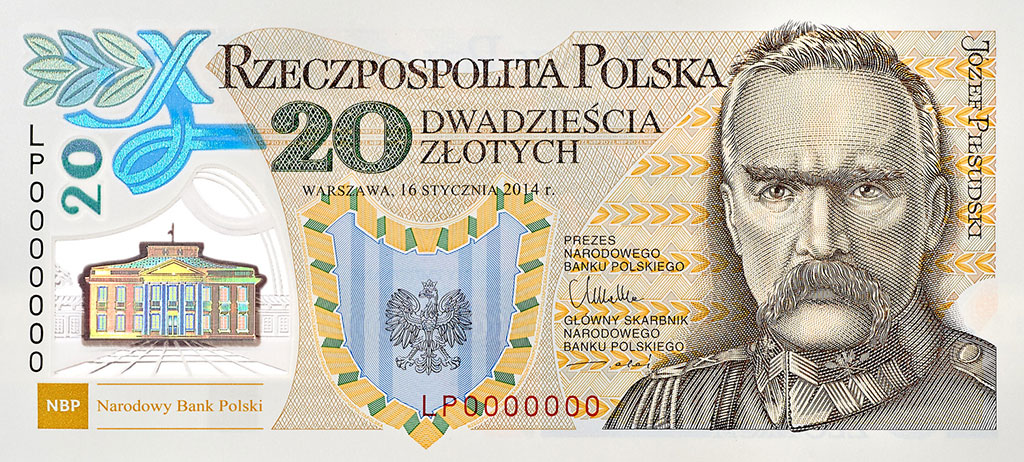 20
LP0000000
RZECZPOSPOLITA POLSKA
20 DWADZIEŚCIA
ZŁOTYCH
WARSZAWA, 16 STYCZNIA 2014 r.
PREZES
NARODOWEGO
BANKU POLSKIEGO
GŁÓWNY SKARBNIK
NARODOWEGO
BANKU POLSKIEGO
LP0000000
NBP Narodowy Bank Polski
JÓZEF PIŁSUDSKI